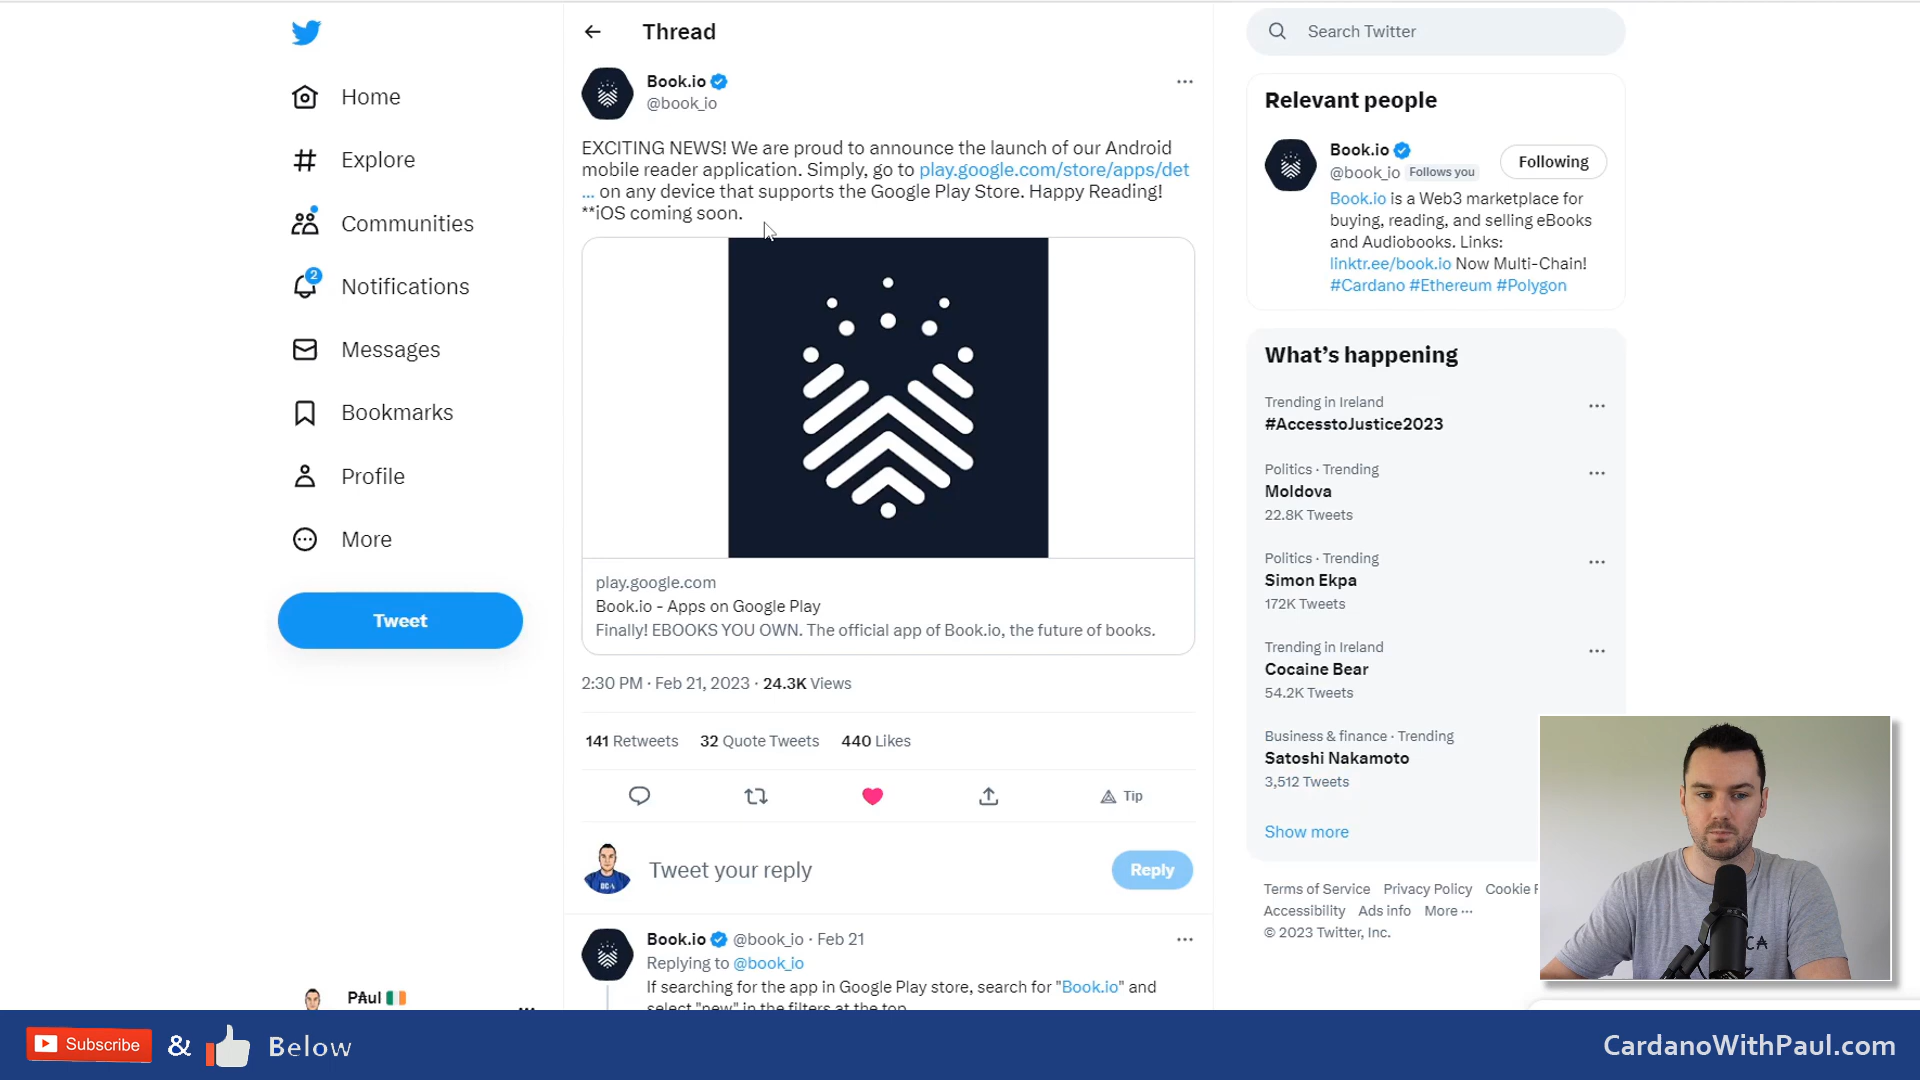 Home
Explore
Communities
2
Notifications
Messages
Bookmarks
Profile
More
Tweet
PAul
Thread
Book.io
@book_io
EXCITING NEWS! We are proud to announce the launch of our Android
mobile reader application. Simply, go to play.google.com/store/apps/det
... on any device that supports the Google Play Store. Happy Reading!
**iOS coming soon.
play.google.com
Book.io - Apps on Google Play
Finally! EBOOKS YOU OWN. The official app of Book.io, the future of books.
2:30 PM · Feb 21, 2023 · 24.3K Views
141 Retweets 32 Quote Tweets 440 Likes
Tip
Tweet your reply
Reply
Book.io @book_io · Feb 21
Replying to @book_io
If searching for the app in Google Play store, search for "Book.io" and
select "new" in the filters at the top
Search Twitter
Relevant people
Book.io
@book_io Follows you
Following
Book.io is a Web3 marketplace for
buying, reading, and selling eBooks
and Audiobooks. Links:
linktr.ee/book.io Now Multi-Chain!
#Cardano #Ethereum #Polygon
What's happening
Trending in Ireland
#AccesstoJustice2023
Politics · Trending
Moldova
22.8K Tweets
Politics · Trending
Simon Ekpa
172K Tweets
Trending in Ireland
Cocaine Bear
54.2K Tweets
Business & finance · Trending
Satoshi Nakamoto
3,512 Tweets
Show more
Terms of Service Privacy Policy Cookie
Accessibility Ads info More ...
© 2023 Twitter, Inc.
Subscribe & Below
CardanoWithPaul.com